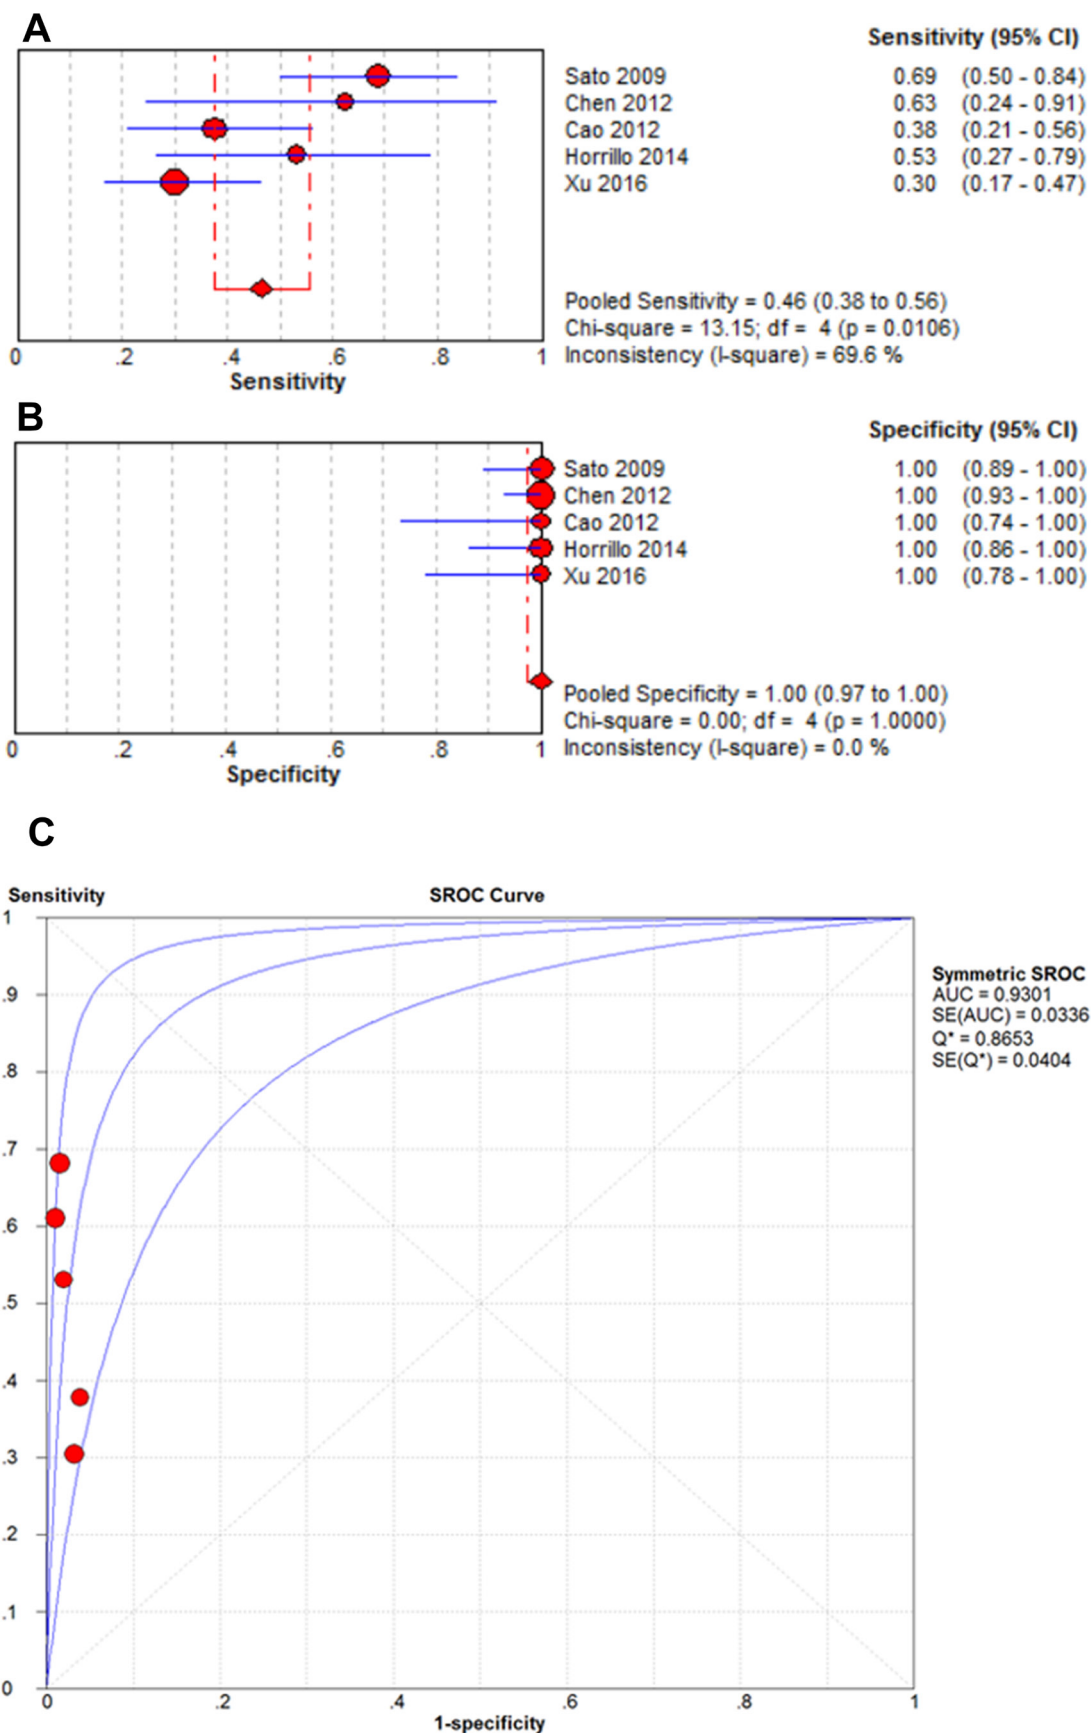 A
Sensitivity (95% CI)
Sato 2009 0.69 (0.50 - 0.84)
Chen 2012 0.63 (0.24 - 0.91)
Cao 2012 0.38 (0.21 - 0.56)
Horrillo 2014 0.53 (0.27 - 0.79)
Xu 2016 0.30 (0.17 - 0.47)
Pooled Sensitivity = 0.46 (0.38 to 0.56)
Chi-square = 13.15; df = 4 (p = 0.0106)
Inconsistency (I-square) = 69.6 %
0 .2 .4 .6 .8 1
Sensitivity
B
Specificity (95% CI)
Sato 2009 1.00 (0.89 - 1.00)
Chen 2012 1.00 (0.93 - 1.00)
Cao 2012 1.00 (0.74 - 1.00)
Horrillo 2014 1.00 (0.86 - 1.00)
Xu 2016 1.00 (0.78 - 1.00)
Pooled Specificity = 1.00 (0.97 to 1.00)
Chi-square = 0.00; df = 4 (p = 1.0000)
Inconsistency (I-square) = 0.0 %
0 .2 .4 .6 .8 1
Specificity
C
Sensitivity SROC Curve
1
.9
.8
.7
.6
.5
.4
.3
.2
.1
0
Symmetric SROC
AUC = 0.9301
SE(AUC) = 0.0336
Q* = 0.8653
SE(Q*) = 0.0404
0 .2 .4 .6 .8 1
1-specificity